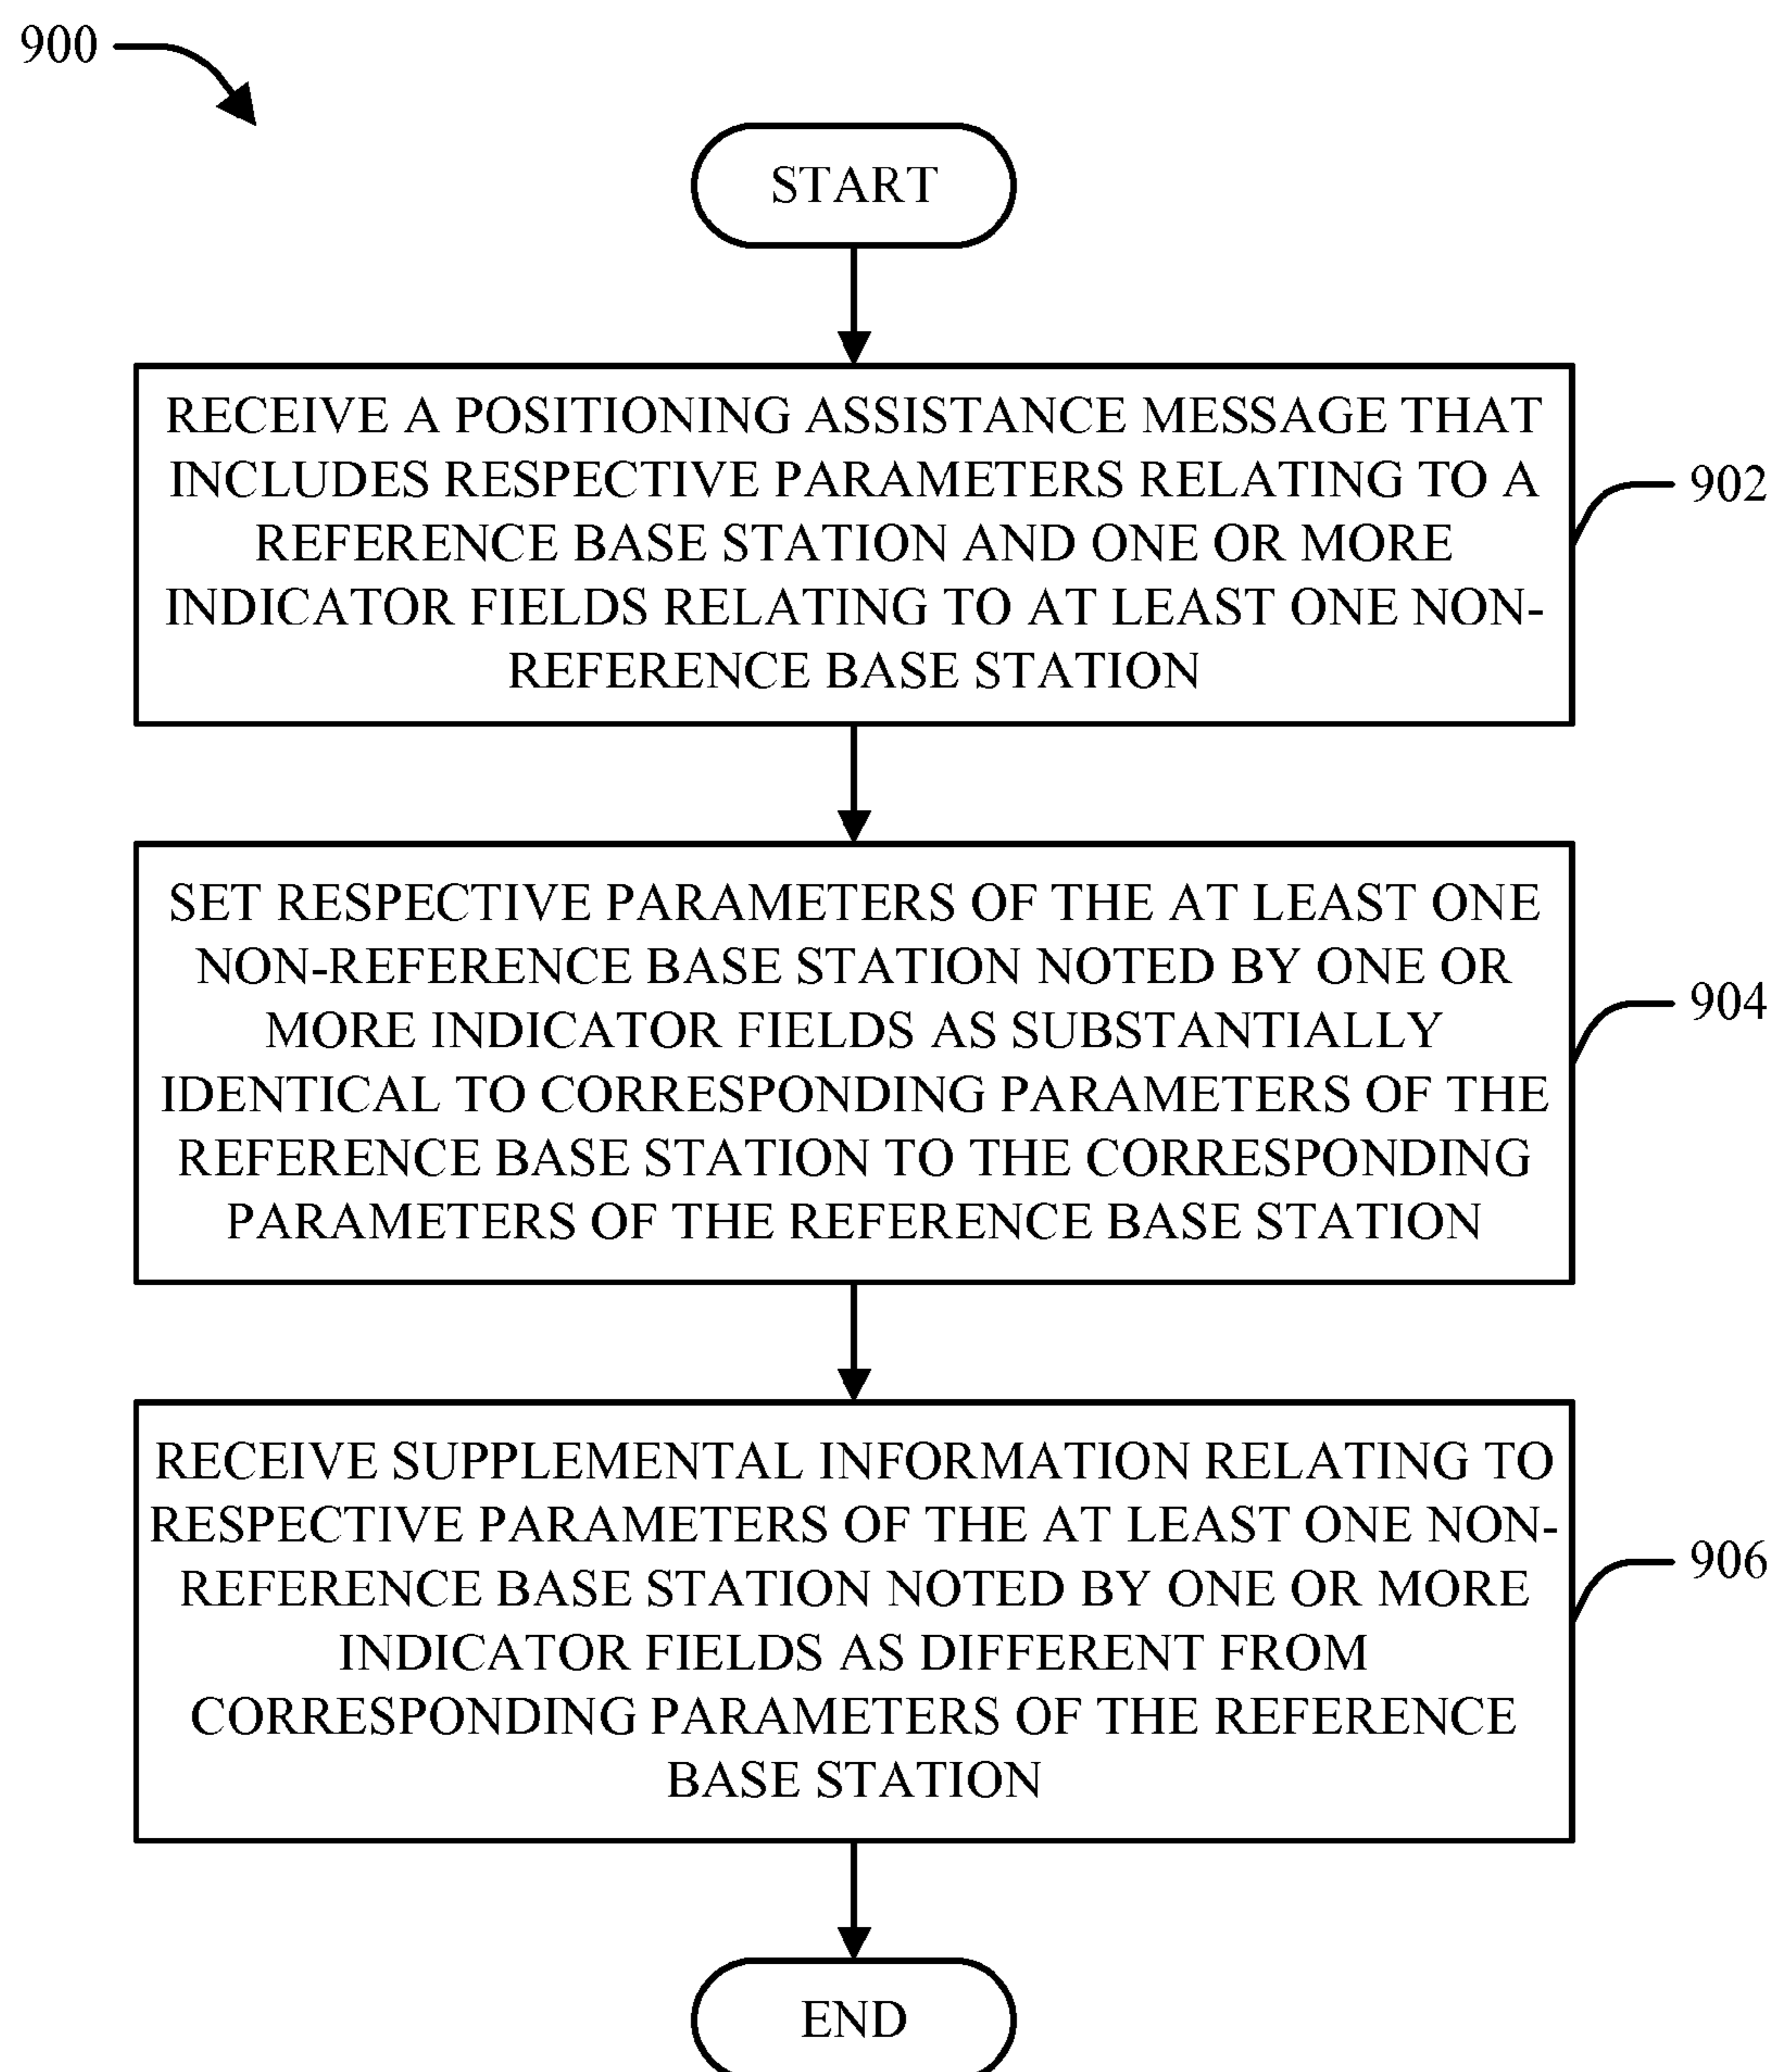 900
START
RECEIVE A POSITIONING ASSISTANCE MESSAGE THAT
INCLUDES RESPECTIVE PARAMETERS RELATING TO A
REFERENCE BASE STATION AND ONE OR MORE
INDICATOR FIELDS RELATING TO AT LEAST ONE NON-
REFERENCE BASE STATION
902
SET RESPECTIVE PARAMETERS OF THE AT LEAST ONE
NON-REFERENCE BASE STATION NOTED BY ONE OR
MORE INDICATOR FIELDS AS SUBSTANTIALLY
IDENTICAL TO CORRESPONDING PARAMETERS OF THE
REFERENCE BASE STATION TO THE CORRESPONDING
PARAMETERS OF THE REFERENCE BASE STATION
904
RECEIVE SUPPLEMENTAL INFORMATION RELATING TO
RESPECTIVE PARAMETERS OF THE AT LEAST ONE NON-
REFERENCE BASE STATION NOTED BY ONE OR MORE
INDICATOR FIELDS AS DIFFERENT FROM
CORRESPONDING PARAMETERS OF THE REFERENCE
BASE STATION
906
END